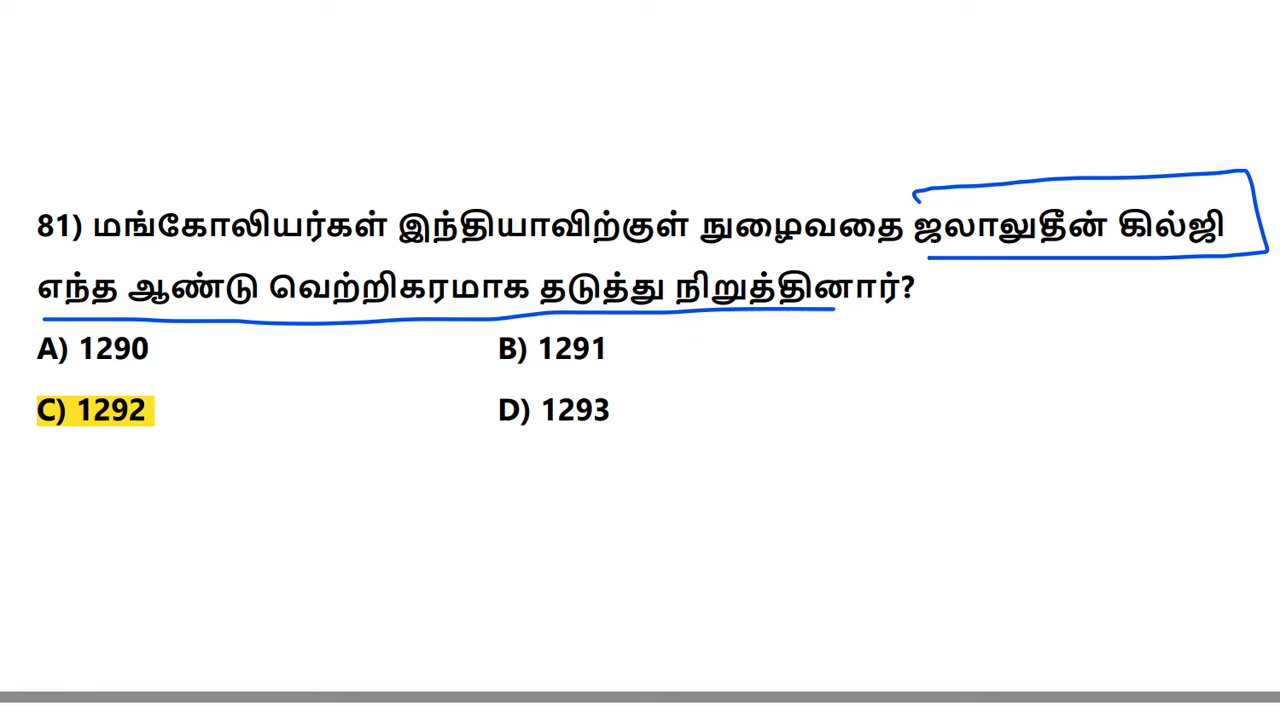 81) மங்கோலியர்கள் இந்தியாவிற்குள் நுழைவதை ஜலாலுதீன் கில்ஜி
எந்த ஆண்டு வெற்றிகரமாக தடுத்து நிறுத்தினார்?
A) 1290 B) 1291
C) 1292 D) 1293